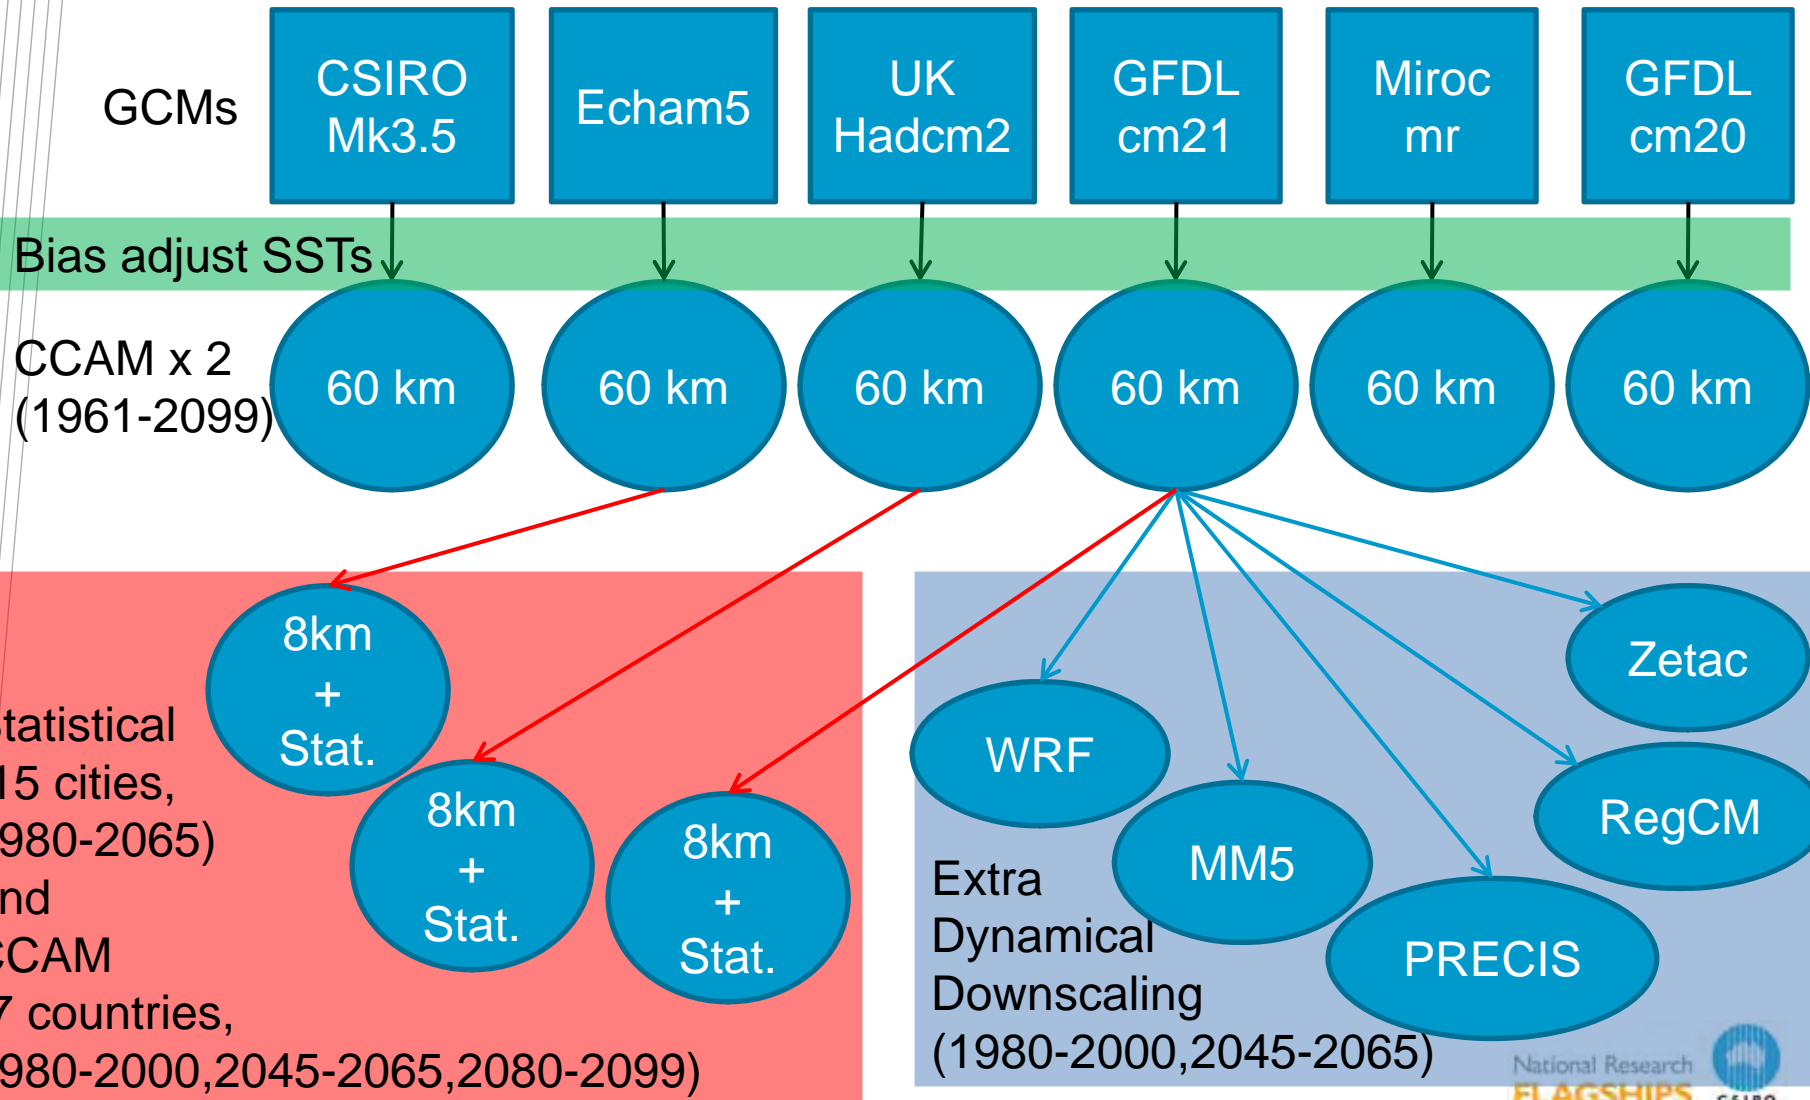 GCMs
CSIRO
Mk3.5
Echam5
UK
Hadcm2
GFDL
cm21
Miroc
mr
GFDL
cm20
Bias adjust SSTs
CCAM x 2
(1961-2099)
60 km
60 km
60 km
60 km
60 km
60 km
8km
+
Stat.
8km
+
Stat.
8km
+
Stat.
tatistical
15 cities,
980-2065)
nd
CCAM
7 countries,
980-2000,2045-2065,2080-2099)
WRF
MM5
PRECIS
RegCM
Zetac
Extra
Dynamical
Downscaling
(1980-2000,2045-2065)
National Research
FLAGSHIPS
CSIRO